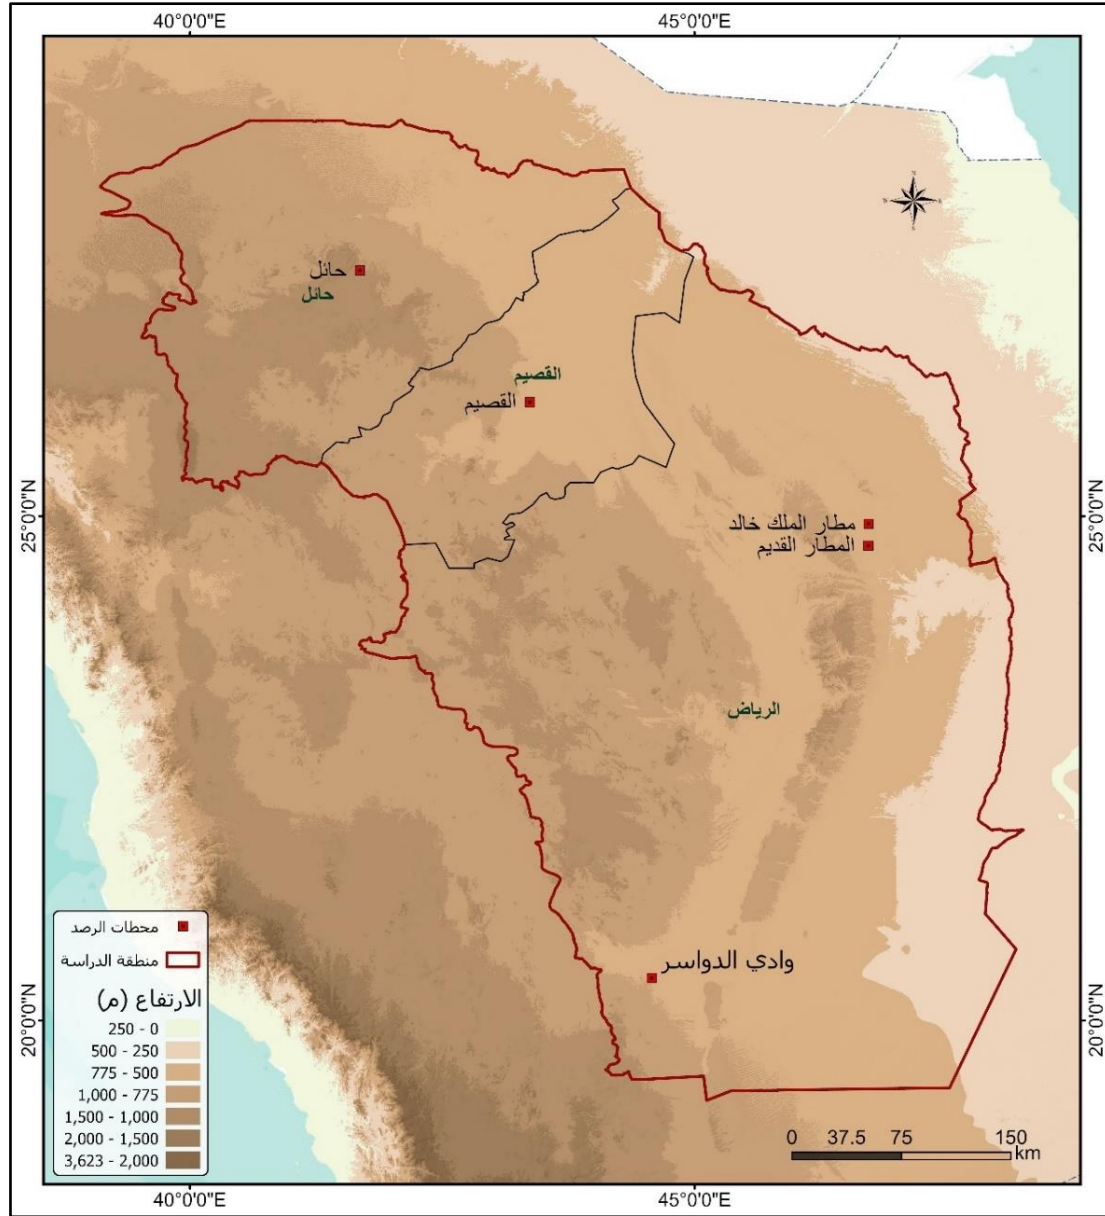 40°0'0"E
45°0'0"E
25°0'0"N
25°0'0"N
20°0'0"N
20°0'0"N
حائل
حائل
القصيم
القصيم
مطار الملك خالد
المطار القديم
الرياض
وادي الدواسر
محطات الرصد
منطقة الدراسة
الارتفاع (م)
250 - 0
500 - 250
775 - 500
1,000 - 775
1,500 - 1,000
2,000 - 1,500
3,623 - 2,000
0 37.5 75 150
km
40°0'0"E
45°0'0"E